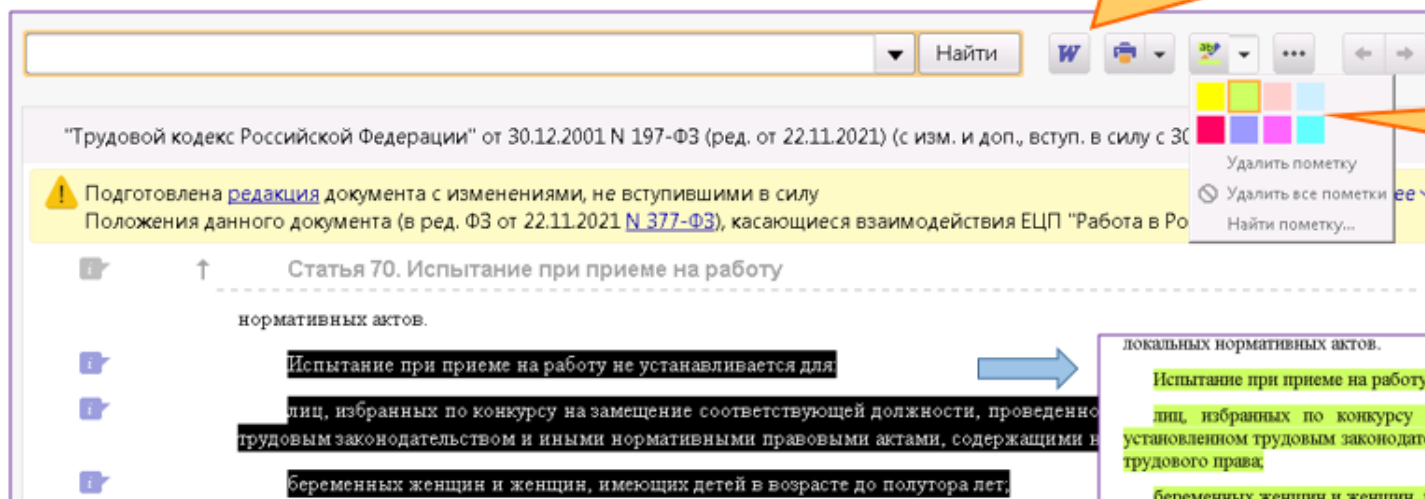 Найти
W
"Трудовой кодекс Российской Федерации" от 30.12.2001 N 197-ФЗ (ред. от 22.11.2021) (с изм. и доп., вступ. в силу с 30
Удалить пометку
Удалить все пометки
Найти пометку...
Подготовлена редакция документа с изменениями, не вступившими в силу
Положения данного документа (в ред. ФЗ от 22.11.2021 N 377-ФЗ), касающиеся взаимодействия ЕЦП "Работа в Ро
Статья 70. Испытание при приеме на работу
нормативных актов.
Испытание при приеме на работу не устанавливается для:
лиц, избранных по конкурсу на замещение соответствующей должности, проведенно
трудовым законодательством и иными нормативными правовыми актами, содержащими н
беременных женщин и женщин, имеющих детей в возрасте до полутора лет;
локальных нормативных актов.
Испытание при приеме на работу
лиц, избранных по конкурсу
установленном трудовым законодат
трудового права;
беременных женщин и женщин,